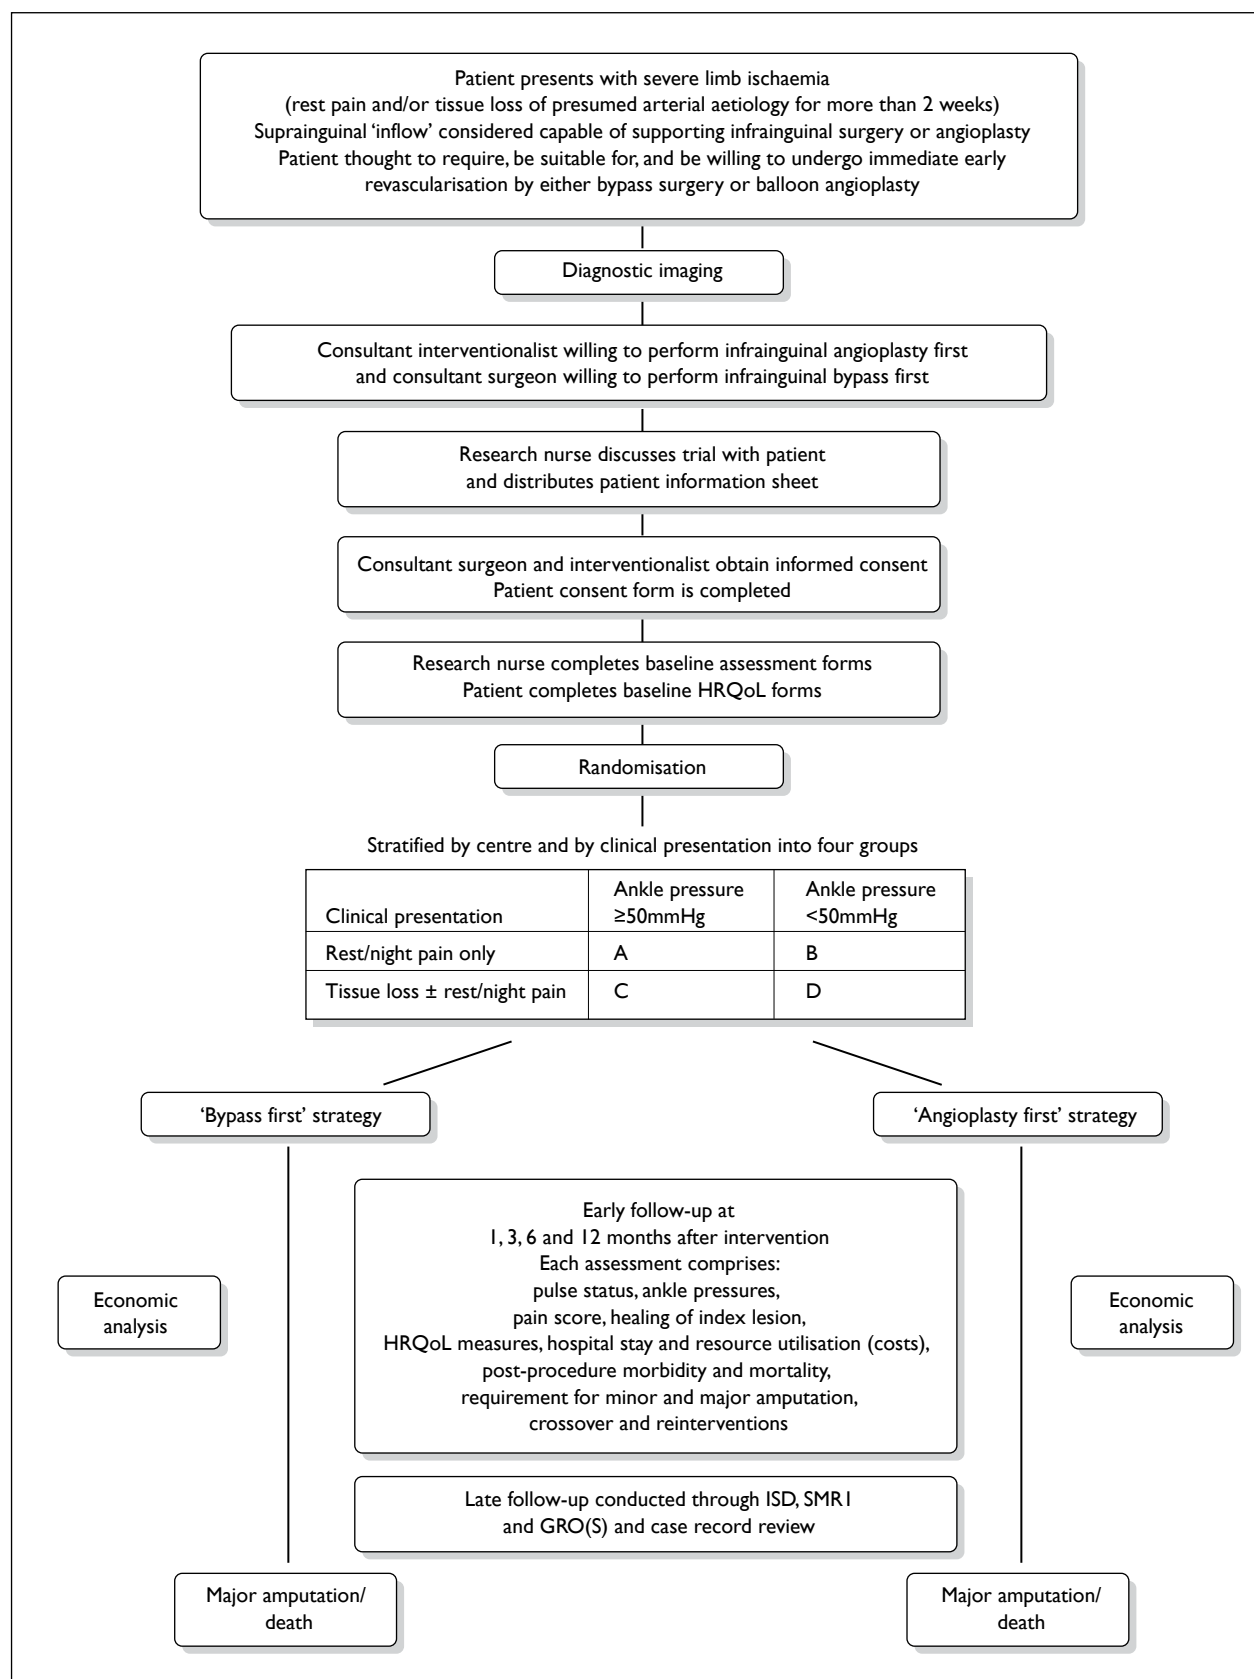 Patient presents with severe limb ischaemia
(rest pain and/or tissue loss of presumed arterial aetiology for more than 2 weeks)
Suprainguinal ‘inflow’ considered capable of supporting infrainguinal surgery or angioplasty
Patient thought to require, be suitable for, and be willing to undergo immediate early
revascularisation by either bypass surgery or balloon angioplasty
Diagnostic imaging
Consultant interventionalist willing to perform infrainguinal angioplasty first
and consultant surgeon willing to perform infrainguinal bypass first
Research nurse discusses trial with patient
and distributes patient information sheet
Consultant surgeon and interventionalist obtain informed consent
Patient consent form is completed
Research nurse completes baseline assessment forms
Patient completes baseline HRQoL forms
Randomisation
Stratified by centre and by clinical presentation into four groups
Clinical presentation
Ankle pressure
≥50mmHg
Ankle pressure
<50mmHg
Rest/night pain only
A
B
Tissue loss ± rest/night pain
C
D
‘Bypass first’ strategy
‘Angioplasty first’ strategy
Early follow-up at
1, 3, 6 and 12 months after intervention
Each assessment comprises:
pulse status, ankle pressures,
pain score, healing of index lesion,
HRQoL measures, hospital stay and resource utilisation (costs),
post-procedure morbidity and mortality,
requirement for minor and major amputation,
crossover and reinterventions
Economic
analysis
Economic
analysis
Late follow-up conducted through ISD, SMR1
and GRO(S) and case record review
Major amputation/
death
Major amputation/
death